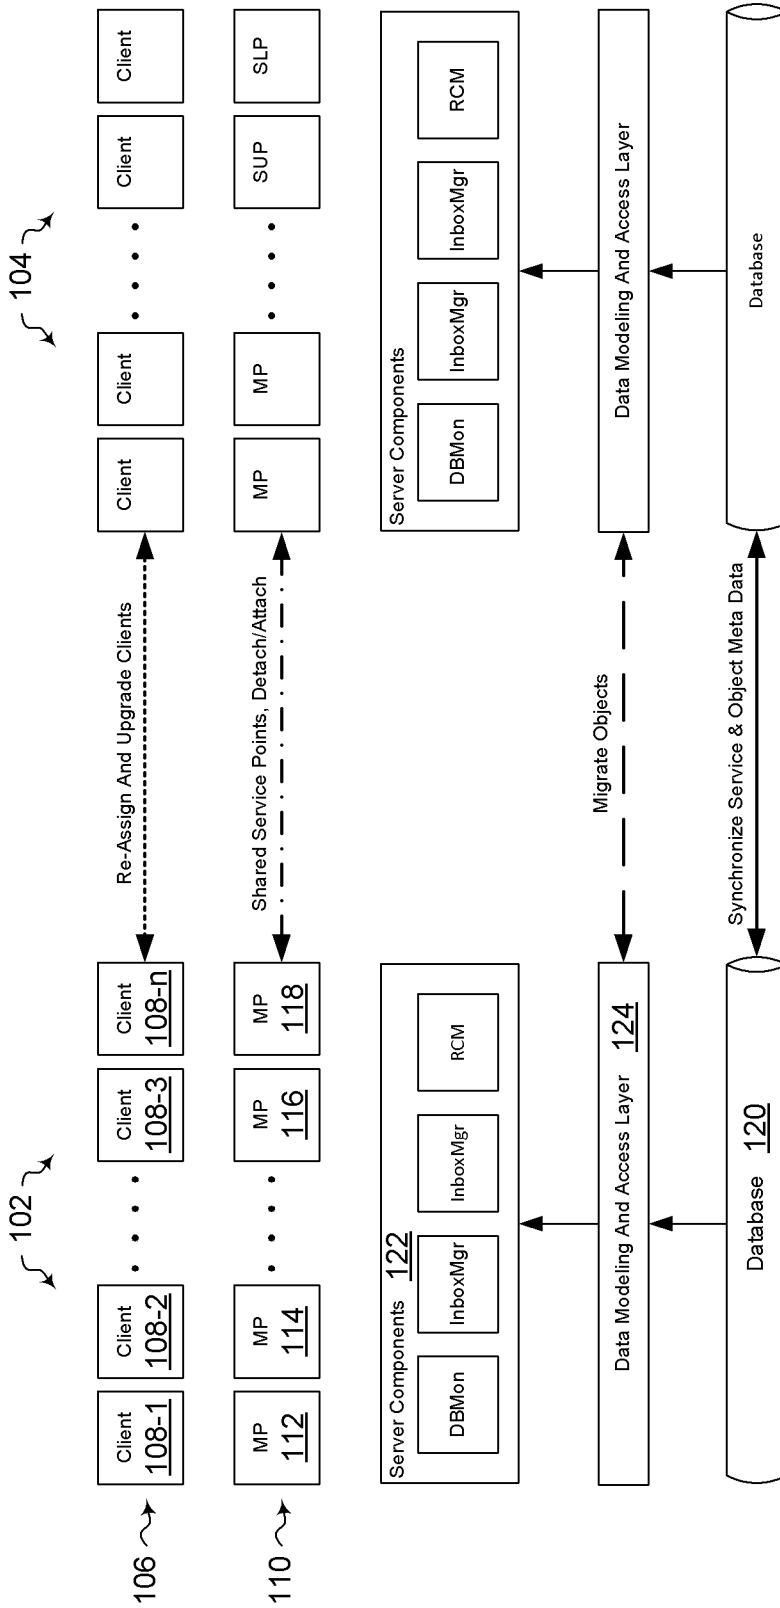 102
104
106
Client
108-1
Client
108-2
Client
108-3
Client
108-n
Re-Assign And Upgrade Clients
Client
Client
Client
Client
110
MP
112
MP
114
MP
116
MP
118
Shared Service Points, Detach/Attach
MP
MP
SUP
SLP
Server Components
122
DBMon
InboxMgr
InboxMgr
RCM
Server Components
DBMon
InboxMgr
InboxMgr
RCM
Data Modeling And Access Layer
124
Migrate Objects
Data Modeling And Access Layer
Database
120
Synchronize Service & Object Meta Data
Database